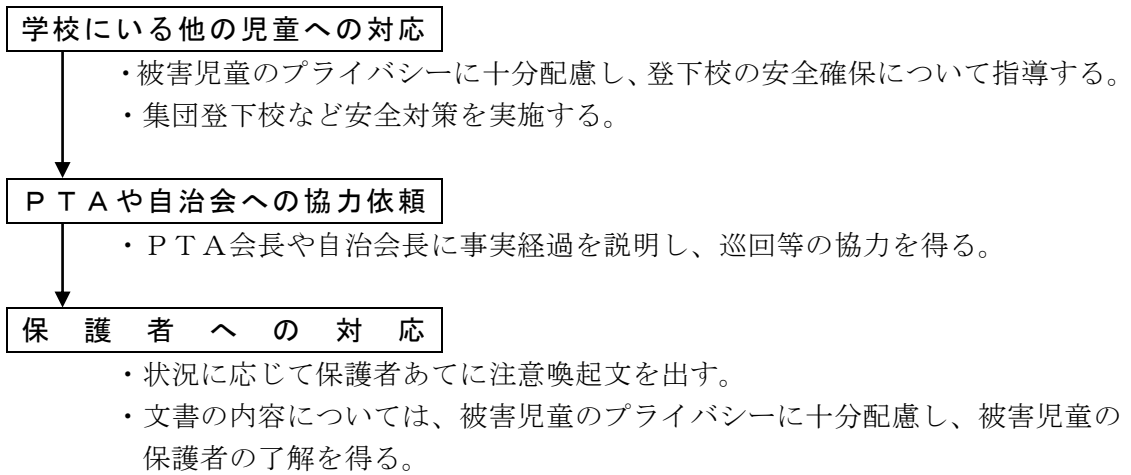 学校にいる他の児童への対応
・被害児童のプライバシーに十分配慮し、登下校の安全確保について指導する。
・集団登下校など安全対策を実施する。
ＰＴＡや自治会への協力依頼
・ＰＴＡ会長や自治会長に事実経過を説明し、巡回等の協力を得る。
保護者への対応
・状況に応じて保護者あてに注意喚起文を出す。
・文書の内容については、被害児童のプライバシーに十分配慮し、被害児童の
保護者の了解を得る。